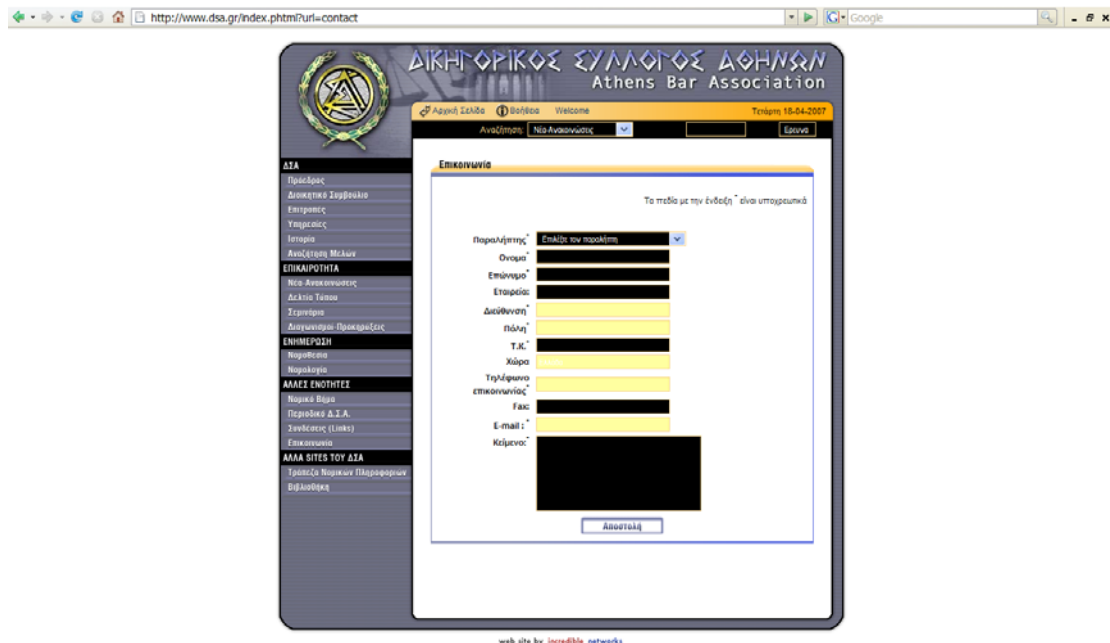 http://www.dsa.gr/index.phtml?url=contact
Google
ΔΙΚΗΓΟΡΙΚΟΣ ΣΥΛΛΟΓΟΣ ΑΘΗΝΩΝ
Athens Bar Association
Αρχική Σελίδα Βοήθεια Welcome Τετάρτη 18-04-2007
Αναζήτηση: Νέα-Ανακοινώσεις Ερευνα
ΔΣΑ
Πρόεδρος
Διοικητικό Συμβούλιο
Επιτροπές
Υπηρεσίες
Ιστορία
Αναζήτηση Μελών
ΕΠΙΚΑΙΡΟΤΗΤΑ
Νέα-Ανακοινώσεις
Δελτία Τύπου
Σεμινάρια
Διαγωνισμοί-Προκηρύξεις
ΕΝΗΜΕΡΩΣΗ
Νομοθεσία
Νομολογία
ΑΛΛΕΣ ΕΝΟΤΗΤΕΣ
Νομικό Βήμα
Περιοδικό Δ.Σ.Α.
Συνδέσεις (Links)
Επικοινωνία
ΑΛΛΑ SITES ΤΟΥ ΔΣΑ
Τράπεζα Νομικών Πληροφοριών
Βιβλιοθήκη
Επικοινωνία
Τα πεδία με την ένδειξη * είναι υποχρεωτικά
Παραλήπτης* Επιλέξτε τον παραλήπτη
Ονομα*
Επώνυμο*
Εταιρεία:
Διεύθυνση*
Πόλη*
Τ.Κ.*
Χώρα
Τηλέφωνο
επικοινωνίας*
Fax:
E-mail : *
Κείμενο:*
Αποστολή
web site by incredible networks